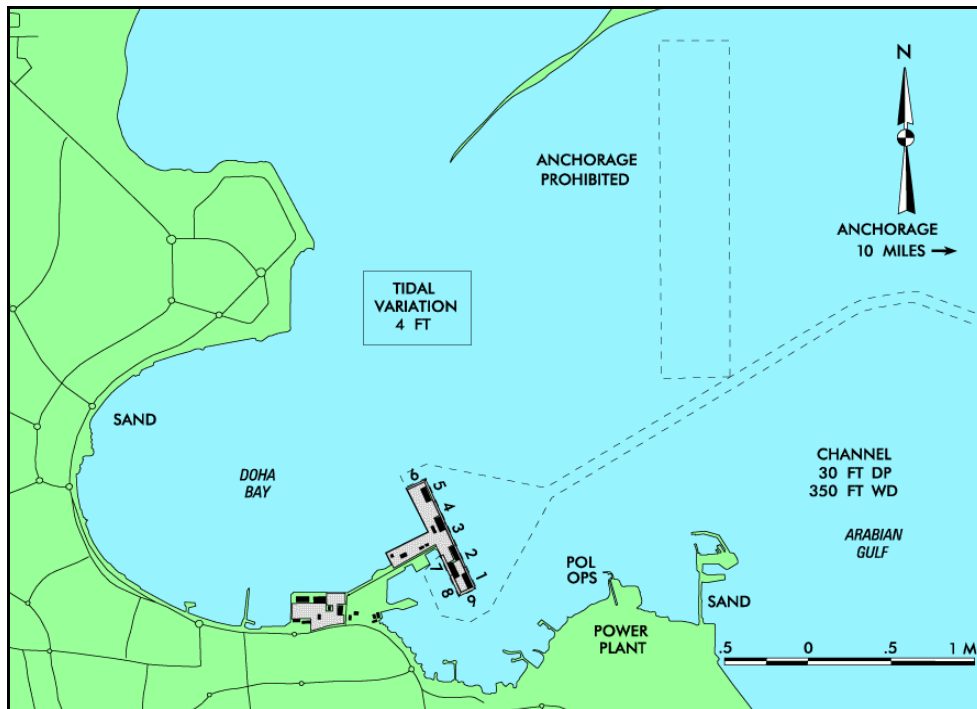 N
ANCHORAGE
PROHIBITED
ANCHORAGE
10 MILES
TIDAL
VARIATION
4 FT
SAND
DOHA
BAY
CHANNEL
30 FT DP
350 FT WD
ARABIAN
GULF
6
5
4
3
2
1
7
8
9
POL
OPS
SAND
POWER
PLANT
.5 0 .5 1 M